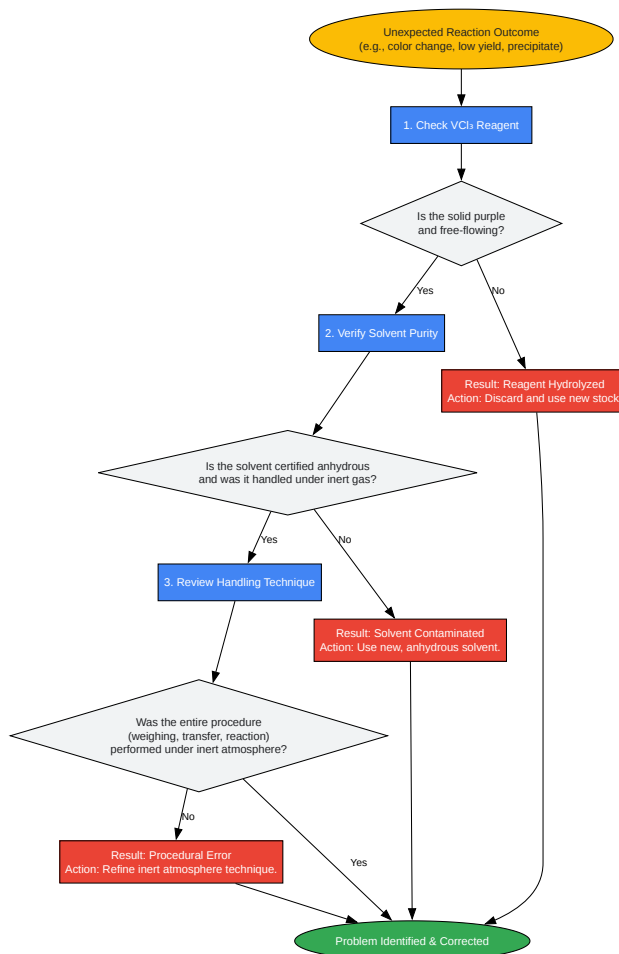 Unexpected Reaction Outcome
(e.g., color change, low yield, precipitate)
1. Check VCl₃ Reagent
Is the solid purple
and free-flowing?
Yes
No
2. Verify Solvent Purity
Result: Reagent Hydrolyzed
Action: Discard and use new stock.
Is the solvent certified anhydrous
and was it handled under inert gas?
Yes
No
3. Review Handling Technique
Result: Solvent Contaminated
Action: Use new, anhydrous solvent.
Was the entire procedure
(weighing, transfer, reaction)
performed under inert atmosphere?
No
Yes
Result: Procedural Error
Action: Refine inert atmosphere technique.
Problem Identified & Corrected